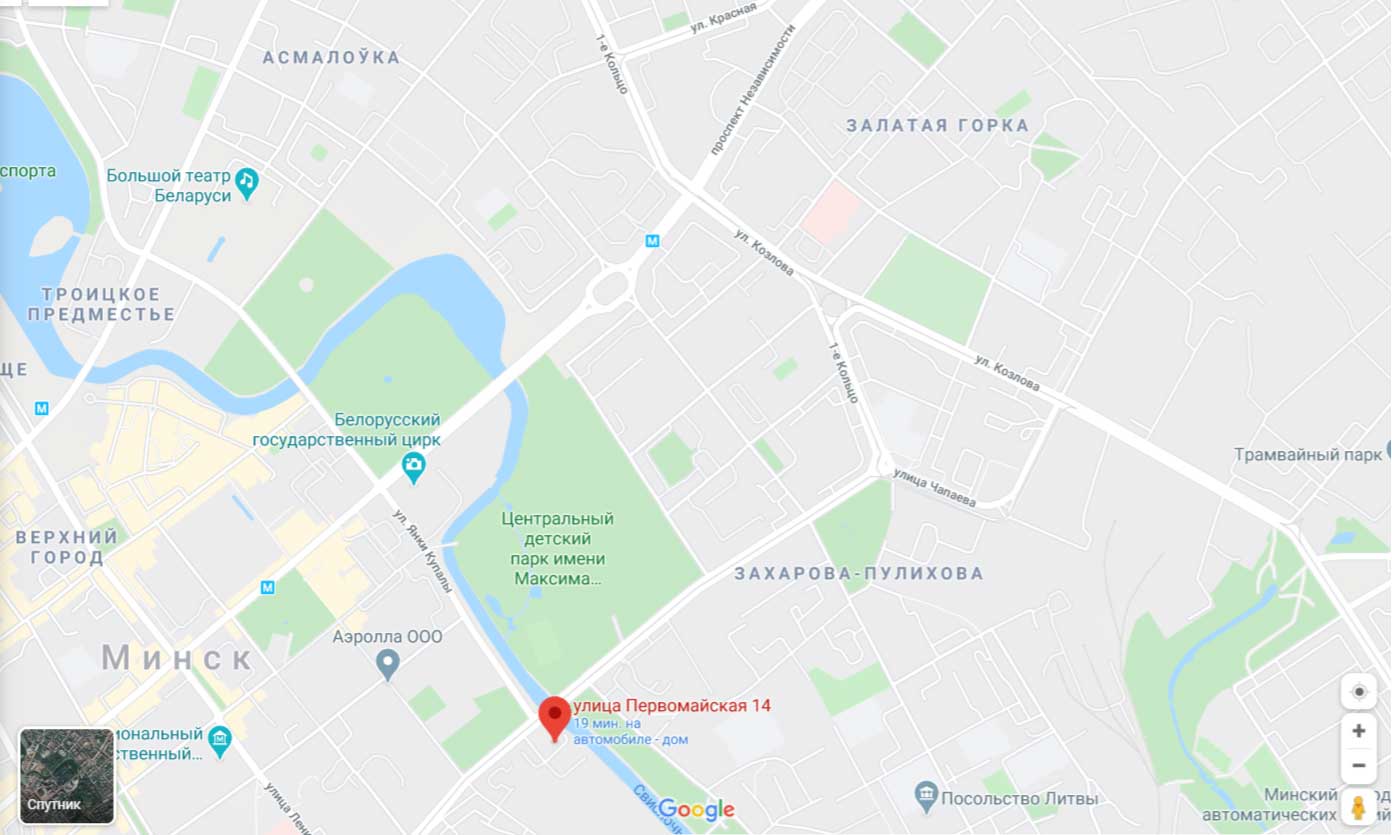 ул. Красная
1-е Кольцо
АСМАЛОЎКА
проспект Независимости
ЗАЛАТАЯ ГОРКА
спорта
Большой театр
Беларуси
М
ул. Козлова
ТРОИЦКОЕ
ПРЕДМЕСТЬЕ
ЩЕ
1-е Кольцо
ул. Козлова
М
Белорусский
государственный цирк
Трамвайный парк
улица Чапаева
ул. Янки Купалы
Центральный
детский
парк имени
Максима...
ВЕРХНИЙ
ГОРОД
ЗАХАРОВА-ПУЛИХОВА
М
Аэролла ООО
МИНСК
улица Первомайская 14
19 мин. на
автомобиле - дом
иональный
ственный...
Спутник
улица Лени
Свислочь
Google
Посольство Литвы
Минский
автоматических